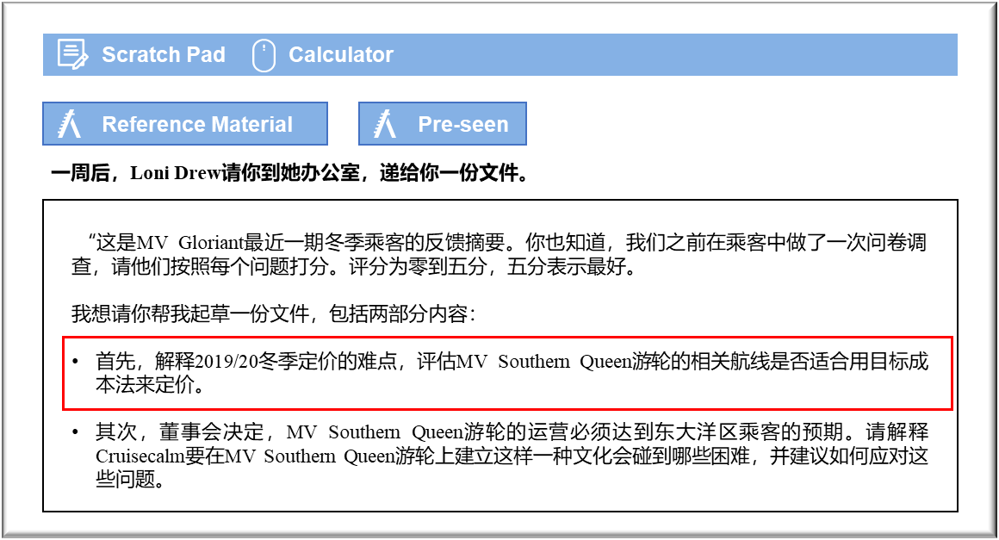 Scratch Pad Calculator
Reference Material Pre-seen
一周后，Loni Drew请你到她办公室，递给你一份文件。
“这是MV Gloriant最近一期冬季乘客的反馈摘要。你也知道，我们之前在乘客中做了一次问卷调
查，请他们按照每个问题打分。评分为零到五分，五分表示最好。
我想请你帮我起草一份文件，包括两部分内容：
• 首先，解释2019/20冬季定价的难点，评估MV Southern Queen游轮的相关航线是否适合用目标成
本法来定价。
• 其次，董事会决定，MV Southern Queen游轮的运营必须达到东大洋区乘客的预期。请解释
Cruisecalm要在MV Southern Queen游轮上建立这样一种文化会碰到哪些困难，并建议如何应对这
些问题。